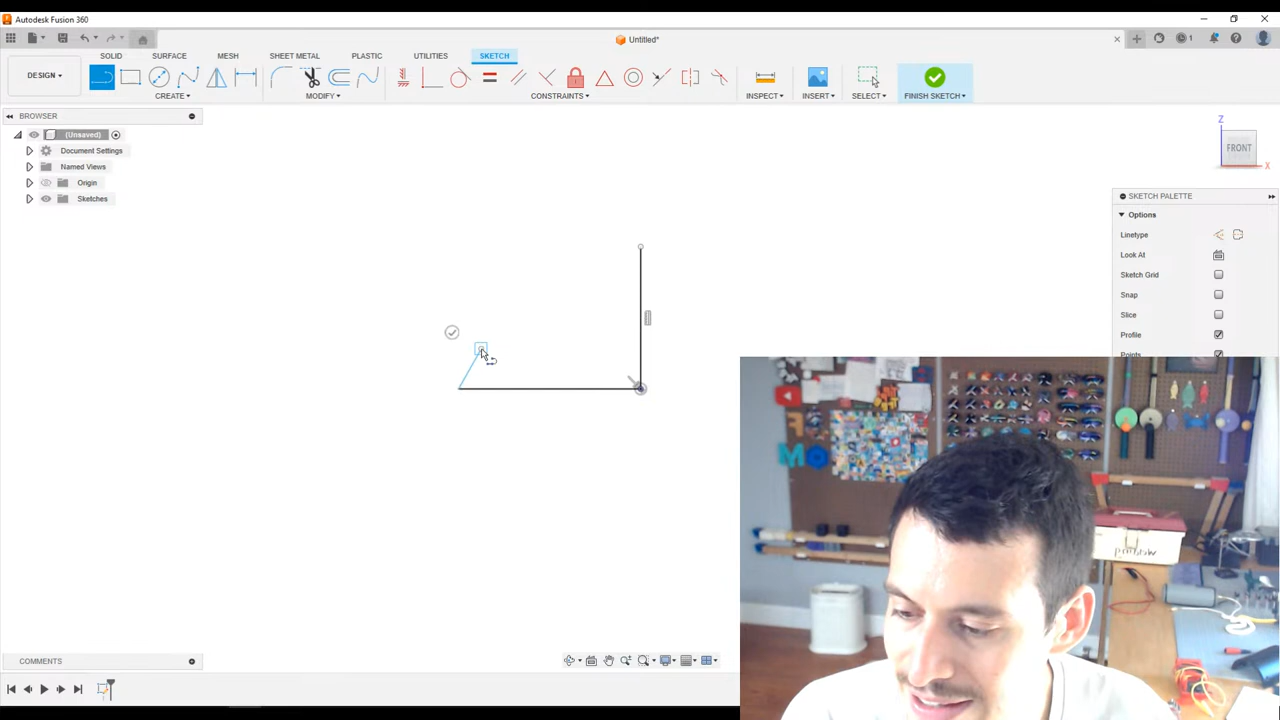 Autodesk Fusion 360
Untitled*
1
DESIGN
SOLID
SURFACE
MESH
SHEET METAL
PLASTIC
UTILITIES
SKETCH
CREATE
MODIFY
CONSTRAINTS
INSPECT
INSERT
SELECT
FINISH SKETCH
BROWSER
(Unsaved)
Document Settings
Named Views
Origin
Sketches
Z
FRONT
X
SKETCH PALETTE
Options
Linetype
Look At
Sketch Grid
Snap
Slice
Profile
Points
COMMENTS